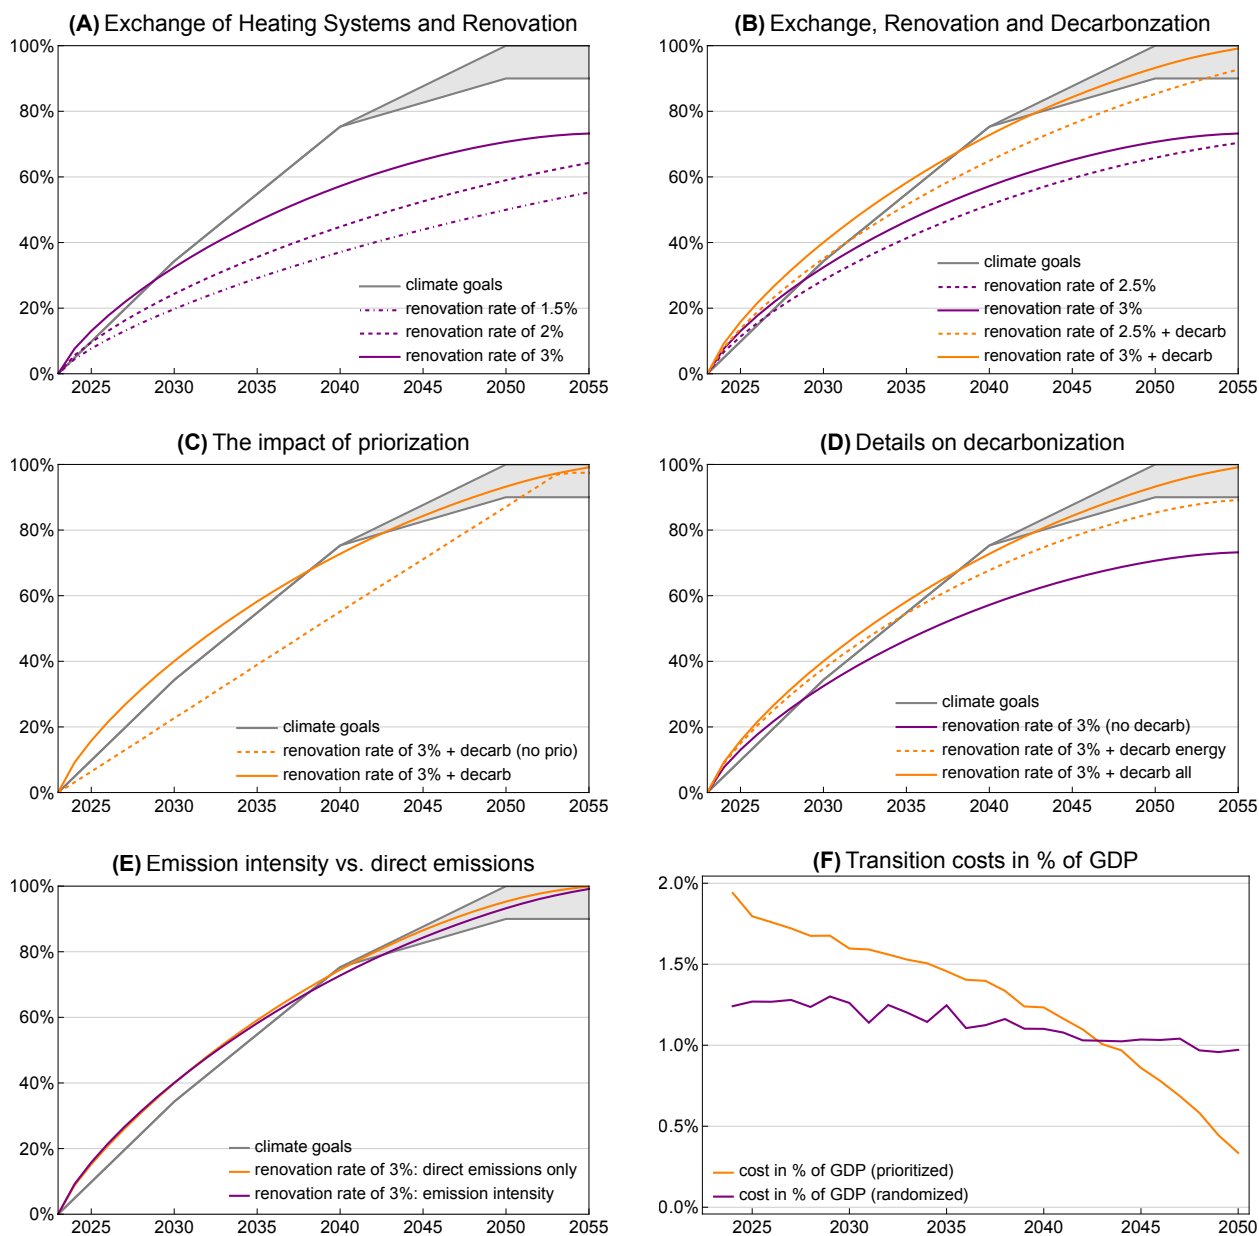 (A) Exchange of Heating Systems and Renovation
100%
80%
60%
40%
20%
0%
climate goals
renovation rate of 1.5%
renovation rate of 2%
renovation rate of 3%
2025 2030 2035 2040 2045 2050 2055
(B) Exchange, Renovation and Decarbonzation
100%
80%
60%
40%
20%
0%
climate goals
renovation rate of 2.5%
renovation rate of 3%
renovation rate of 2.5% + decarb
renovation rate of 3% + decarb
2025 2030 2035 2040 2045 2050 2055
(C) The impact of priorization
100%
80%
60%
40%
20%
0%
climate goals
renovation rate of 3% + decarb (no prio)
renovation rate of 3% + decarb
2025 2030 2035 2040 2045 2050 2055
(D) Details on decarbonization
100%
80%
60%
40%
20%
0%
climate goals
renovation rate of 3% (no decarb)
renovation rate of 3% + decarb energy
renovation rate of 3% + decarb all
2025 2030 2035 2040 2045 2050 2055
(E) Emission intensity vs. direct emissions
100%
80%
60%
40%
20%
0%
climate goals
renovation rate of 3%: direct emissions only
renovation rate of 3%: emission intensity
2025 2030 2035 2040 2045 2050 2055
(F) Transition costs in % of GDP
2.0%
1.5%
1.0%
0.5%
0.0%
cost in % of GDP (prioritized)
cost in % of GDP (randomized)
2025 2030 2035 2040 2045 2050